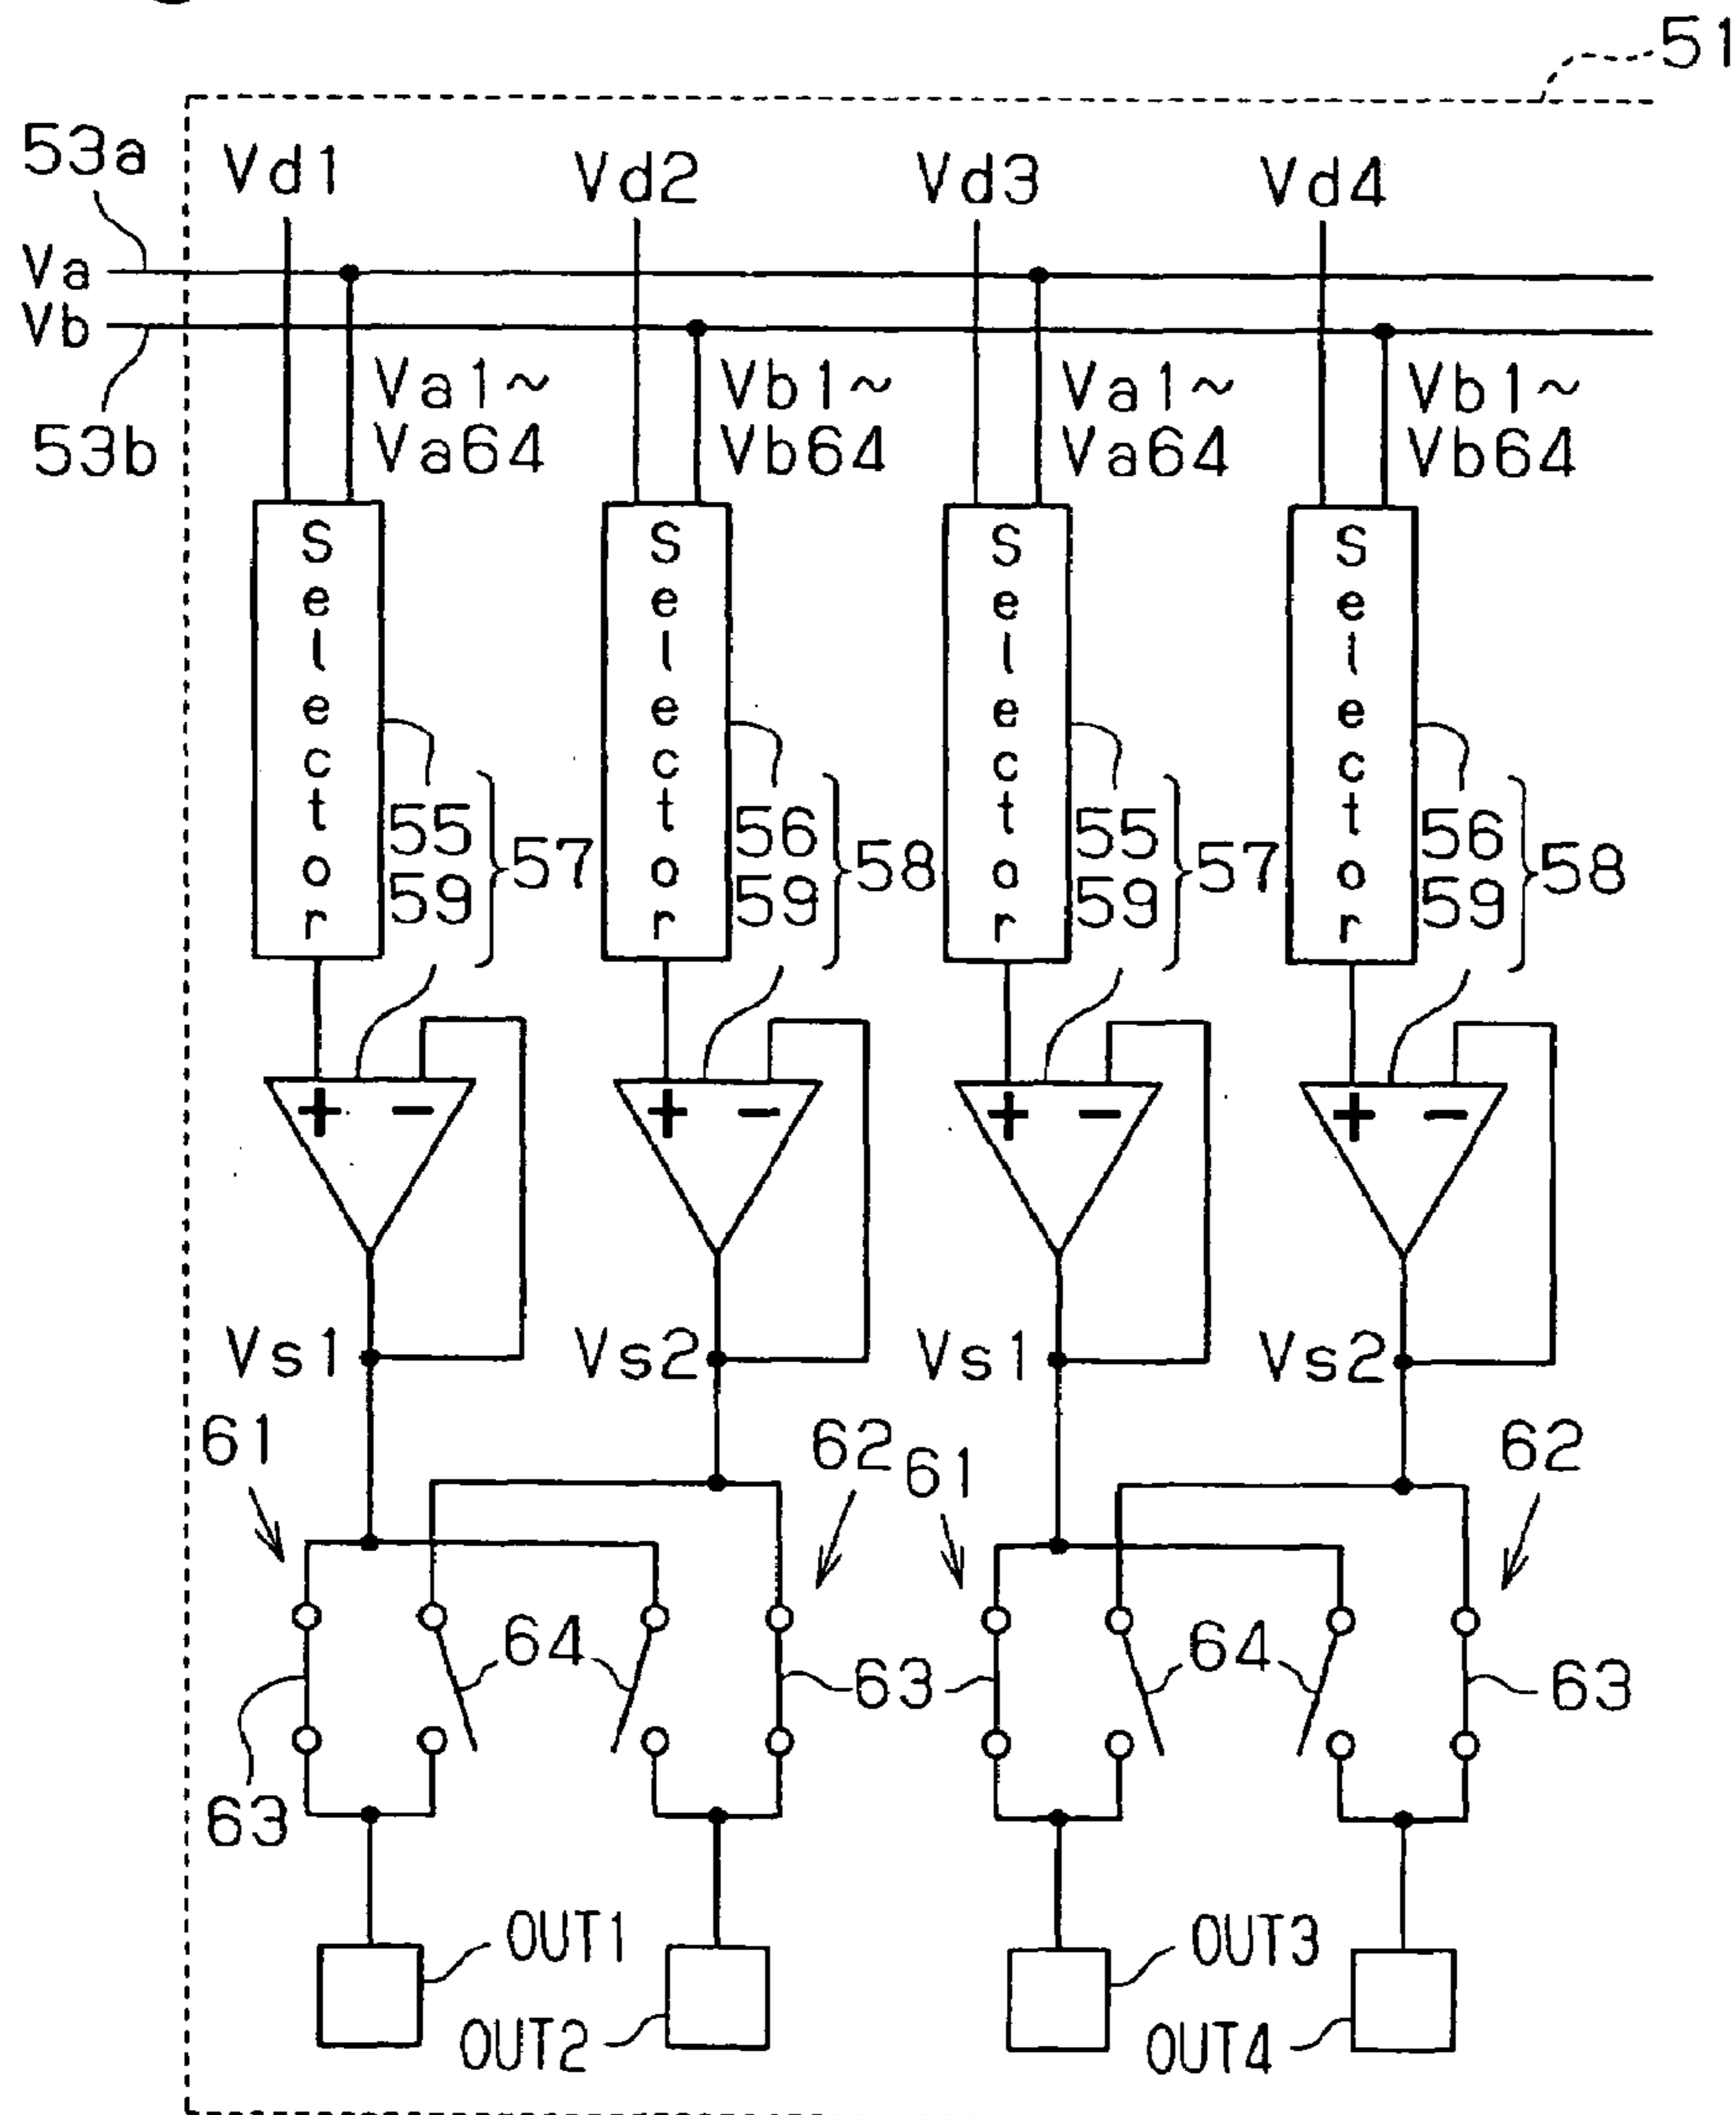 51
53a
Vd1 Vd2 Vd3 Vd4
Va
Vb
53b
Va1~ Vb1~ Va1~ Vb1~
Va64 Vb64 Va64 Vb64
Selector Selector Selector Selector
55 56 55 56
57 58 57 58
59 59 59 59
+ − + − + − + −
Vs1 Vs2 Vs1 Vs2
61 62 61 62
64 64
63 63 63
63
OUT1 OUT3
OUT2 OUT4